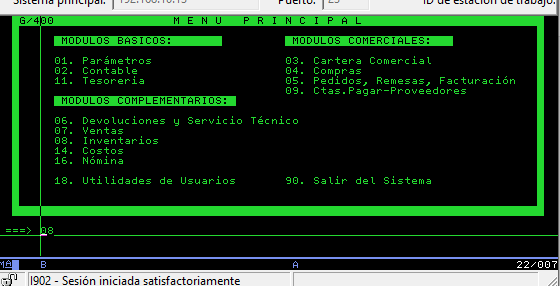 Sistema principal: 192.168.10.15 Puerto: 23 ID de estación de trabajo:
G/400 M E N U P R I N C I P A L
MODULOS BASICOS: MODULOS COMERCIALES:
01. Parámetros 03. Cartera Comercial
02. Contable 04. Compras
11. Tesoreria 05. Pedidos, Remesas, Facturación
09. Ctas.Pagar-Proveedores
MODULOS COMPLEMENTARIOS:
06. Devoluciones y Servicio Técnico
07. Ventas
08. Inventarios
14. Costos
16. Nómina
18. Utilidades de Usuarios 90. Salir del Sistema
===> 08
MA B A 22/007
I902 - Sesión iniciada satisfactoriamente